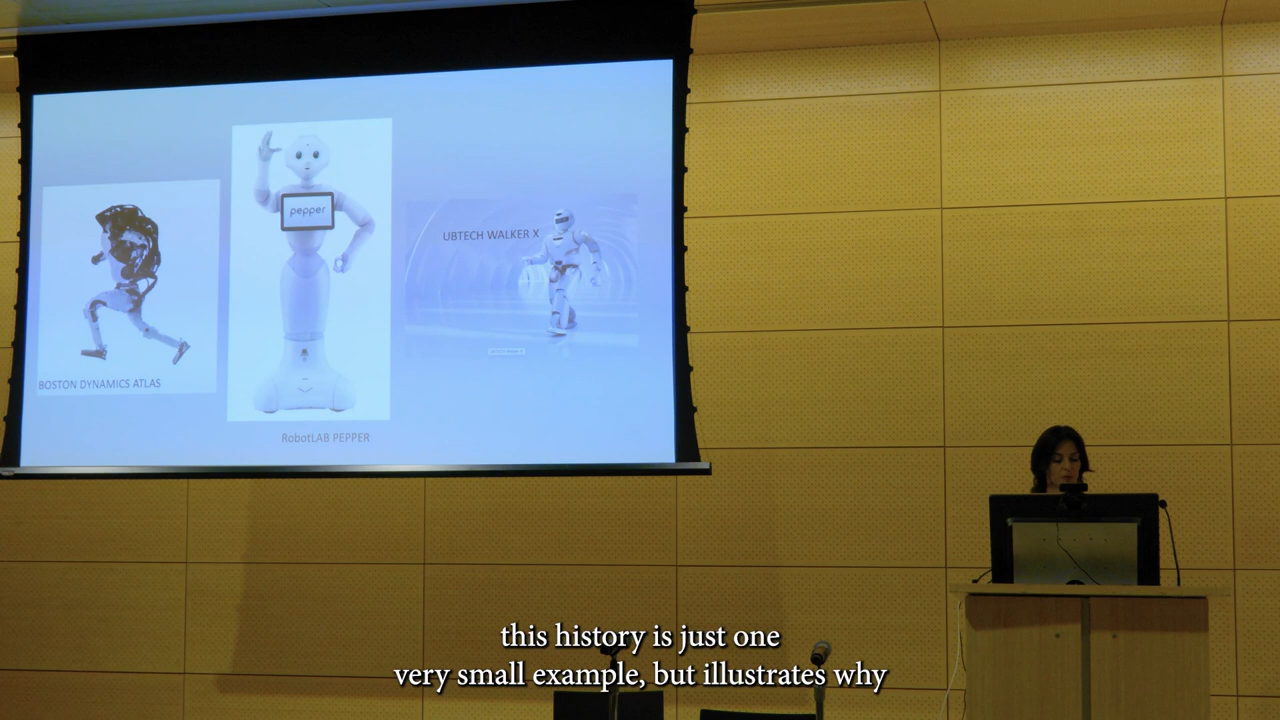 pepper
UBTECH WALKER X
BOSTON DYNAMICS ATLAS
RobotLAB PEPPER
this history is just one
very small example, but illustrates why